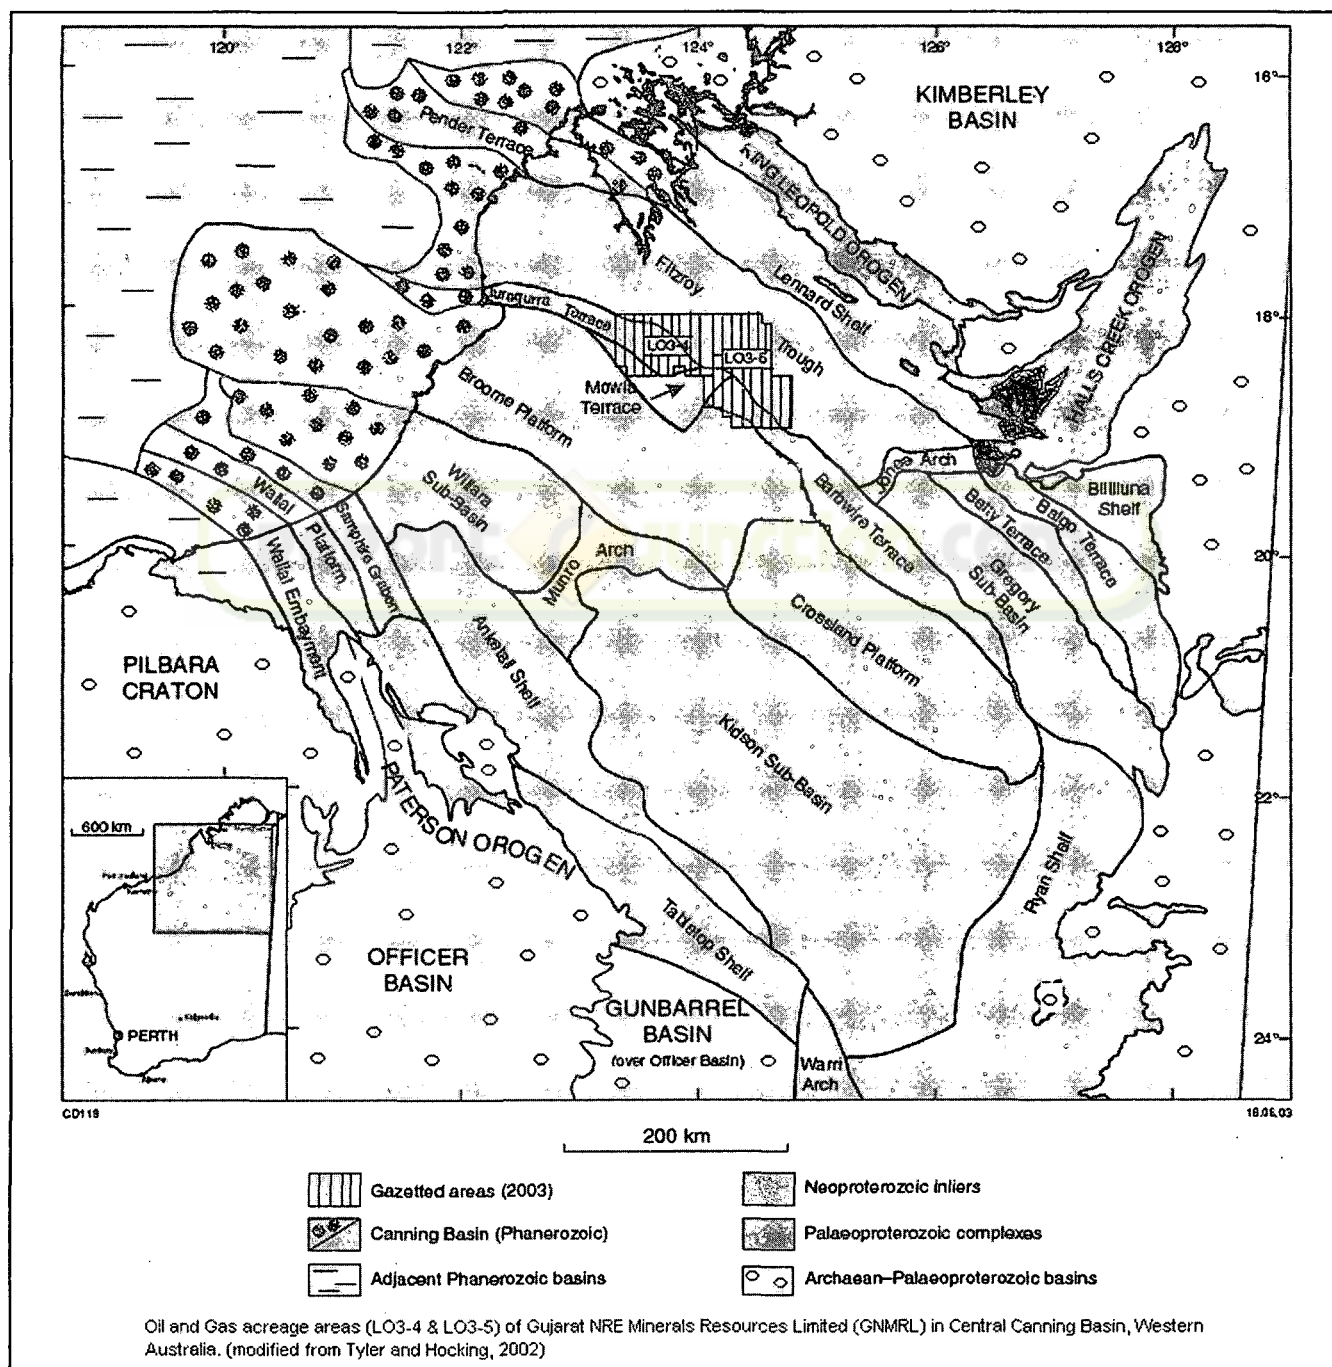 120°
122°
124°
126°
128°
16°
KIMBERLEY
BASIN
Pender Terrace
KING LEOPOLD OROGEN
HALLS CREEK OROGEN
Fitzroy
Lennard Shelf
18°
Terrace
LO3-4
LO3-5
Trough
Mowla
Terrace
Broome Platform
Jones Arch
Billiluna
Shelf
Willara
Sub-Basin
Barbwire Terrace
Balgo Terrace
Betty Terrace
Wallal
Platform
Samphire Graben
Wallal Embayment
Munro
Arch
Gregory
Sub-Basin
20°
Crossland Platform
Anketell Shelf
PILBARA
CRATON
Kidson Sub-Basin
PATERSON OROGEN
22°
600 km
Ryan Shelf
Tabletop Shelf
OFFICER
BASIN
GUNBARREL
BASIN
(over Officer Basin)
PERTH
24°
Warri
Arch
CD119
18.06.03
200 km
Gazetted areas (2003)
Neoproterozoic inliers
Canning Basin (Phanerozoic)
Palaeoproterozoic complexes
Adjacent Phanerozoic basins
Archaean–Palaeoproterozoic basins
Oil and Gas acreage areas (LO3-4 & LO3-5) of Gujarat NRE Minerals Resources Limited (GNMRL) in Central Canning Basin, Western
Australia. (modified from Tyler and Hocking, 2002)